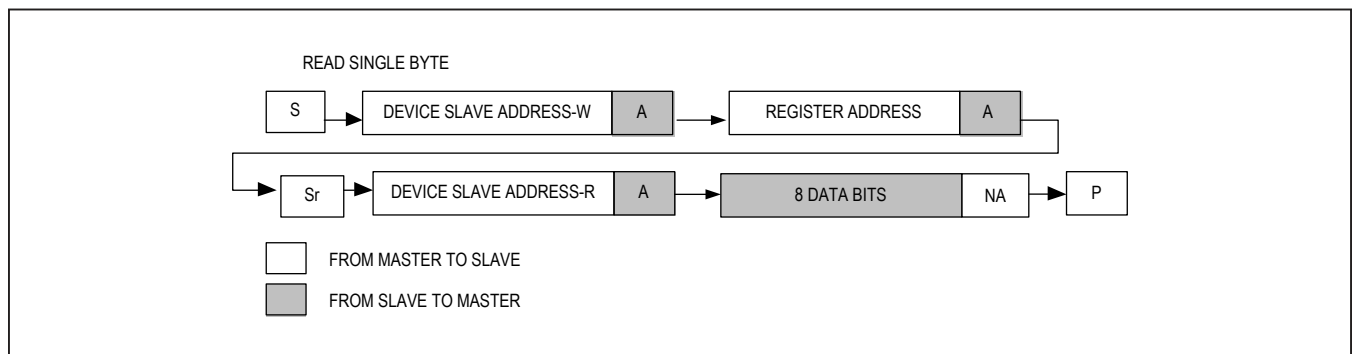 READ SINGLE BYTE
S DEVICE SLAVE ADDRESS-W A REGISTER ADDRESS A
Sr DEVICE SLAVE ADDRESS-R A 8 DATA BITS NA P
FROM MASTER TO SLAVE
FROM SLAVE TO MASTER